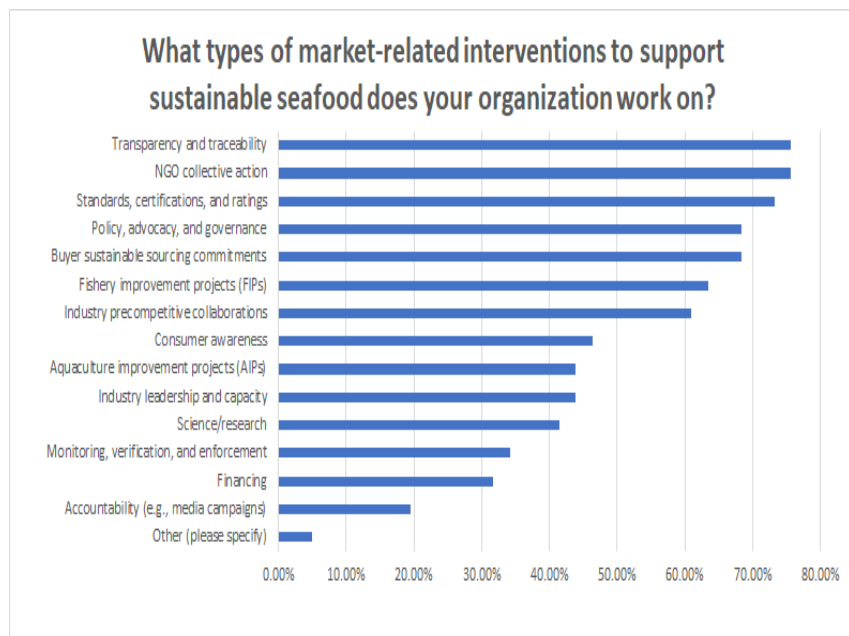 What types of market-related interventions to support
sustainable seafood does your organization work on?
Transparency and traceability
NGO collective action
Standards, certifications, and ratings
Policy, advocacy, and governance
Buyer sustainable sourcing commitments
Fishery improvement projects (FIPs)
Industry precompetitive collaborations
Consumer awareness
Aquaculture improvement projects (AIPs)
Industry leadership and capacity
Science/research
Monitoring, verification, and enforcement
Financing
Accountability (e.g., media campaigns)
Other (please specify)
0.00% 10.00% 20.00% 30.00% 40.00% 50.00% 60.00% 70.00% 80.00%